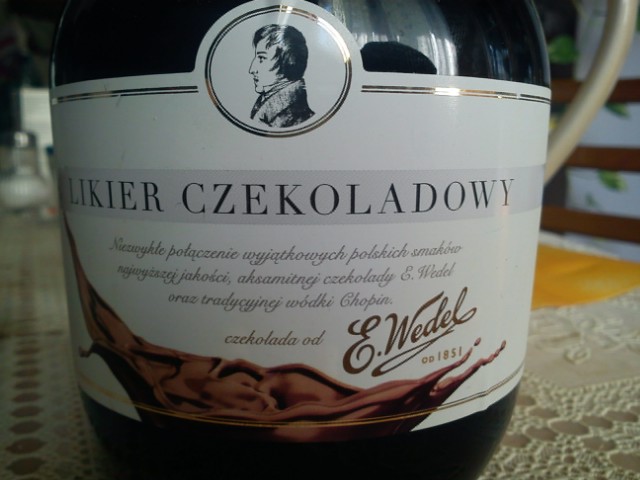 LIKIER CZEKOLADOWY
Niezwykłe połączenie wyjątkowych polskich smaków
najwyższej jakości, aksamitnej czekolady E. Wedel
oraz tradycyjnej wódki Chopin.
czekolada od E. Wedel
OD 1851